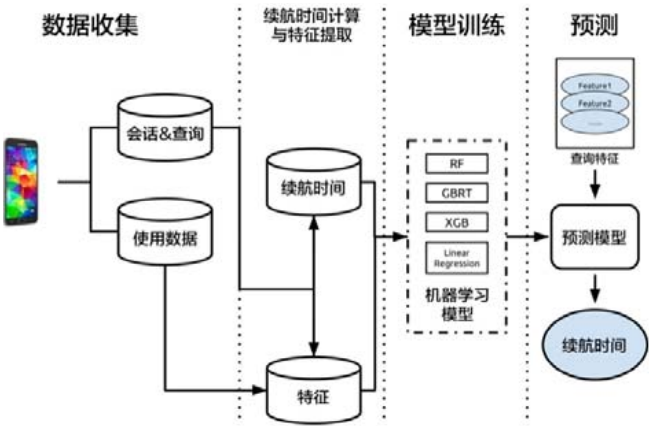 数据收集
续航时间计算
与特征提取
模型训练
预测
会话&查询
使用数据
续航时间
特征
RF
GBRT
XGB
Linear
Regression
机器学习
模型
Feature1
Feature2
查询特征
预测模型
续航时间